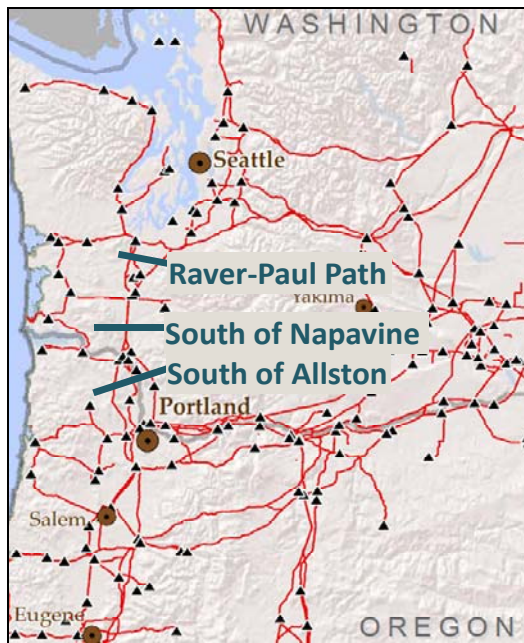 WASHINGTON
Seattle
Raver-Paul Path
Yakima
South of Napavine
South of Allston
Portland
Salem
Eugene
OREGON